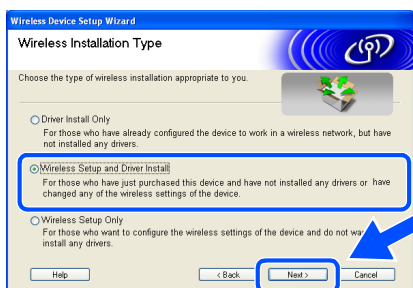 Wireless Device Setup Wizard
Wireless Installation Type
Choose the type of wireless installation appropriate to you.
Driver Install Only
For those who have already configured the device to work in a wireless network, but have
not installed any drivers.
Wireless Setup and Driver Install
For those who have just purchased this device and have not installed any drivers or have
changed any of the wireless settings of the device.
Wireless Setup Only
For those who want to configure the wireless settings of the device and do not
install any drivers.
Help
< Back
Next >
Cancel